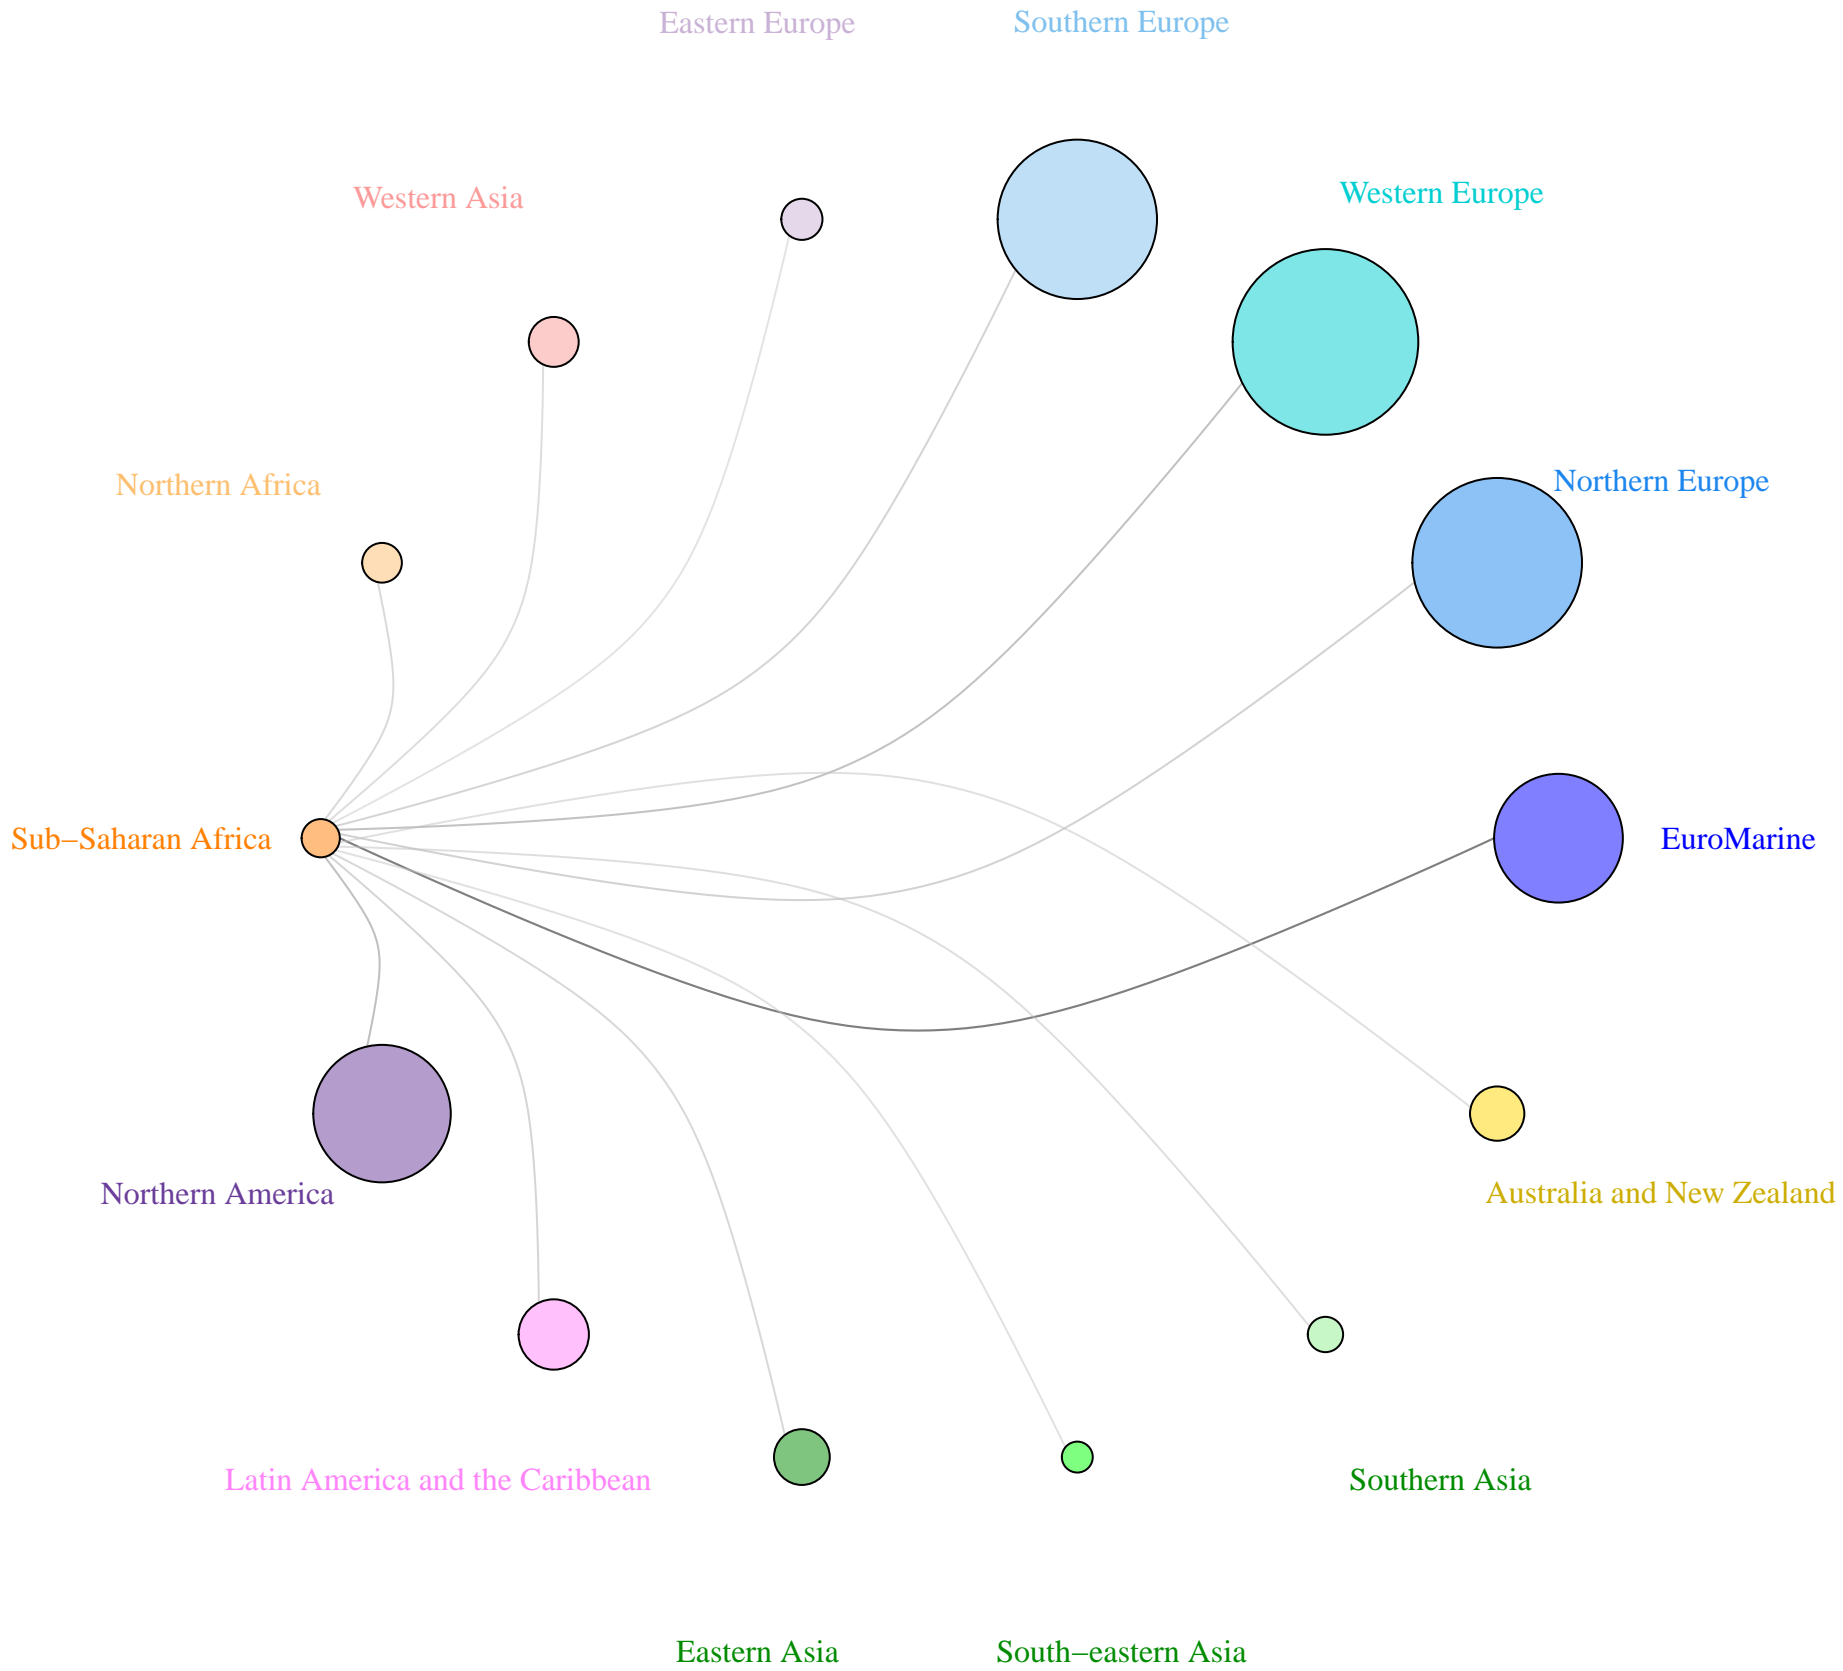 Eastern Europe
Southern Europe
Western Asia
Western Europe
Northern Africa
Northern Europe
Sub−Saharan Africa
EuroMarine
Northern America
Australia and New Zealand
Latin America and the Caribbean
Southern Asia
Eastern Asia
South−eastern Asia